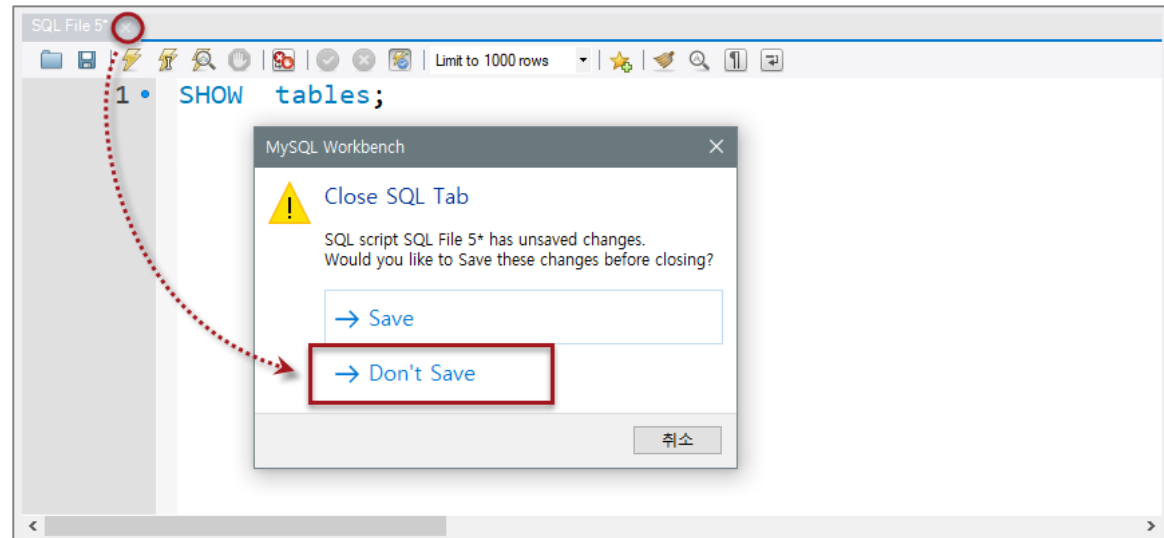 SQL File 5*
Limit to 1000 rows
1 SHOW tables;
MySQL Workbench
Close SQL Tab
SQL script SQL File 5* has unsaved changes.
Would you like to Save these changes before closing?
→ Save
→ Don't Save
취소